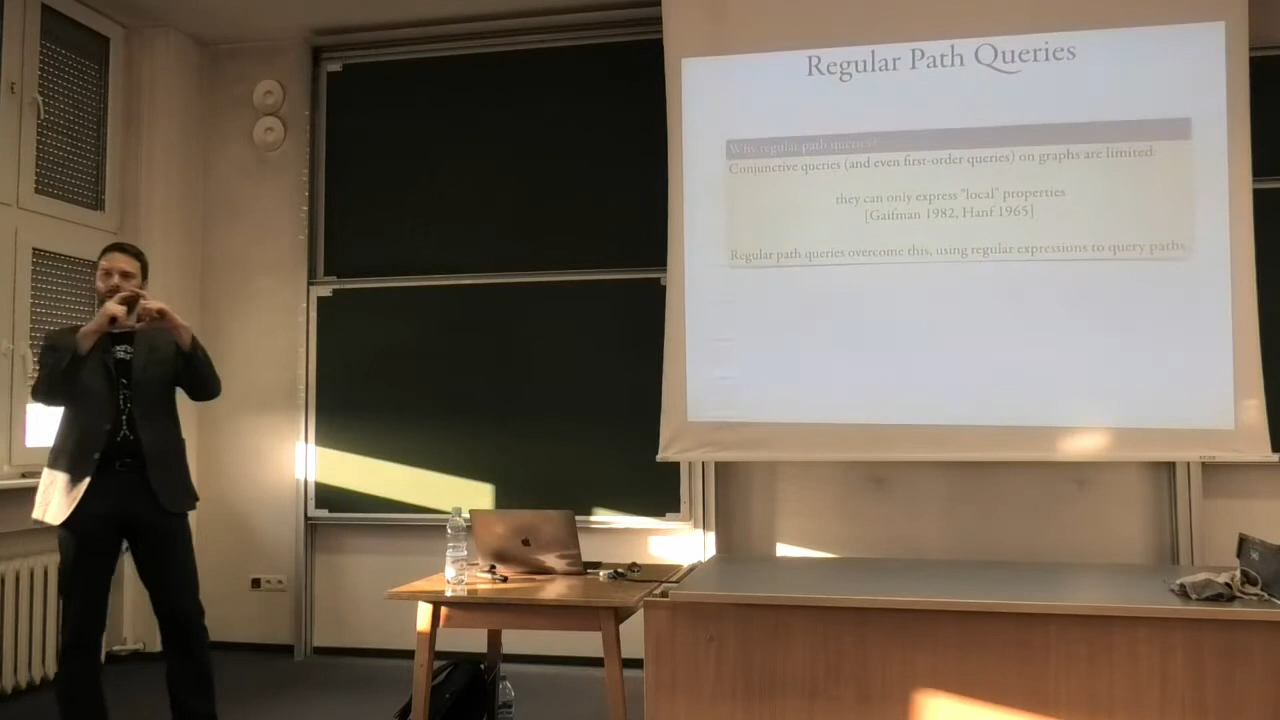 Regular Path Queries
Why regular path queries?
Conjunctive queries (and even first-order queries) on graphs are limited:
they can only express "local" properties
[Gaifman 1982, Hanf 1965]
Regular path queries overcome this, using regular expressions to query paths